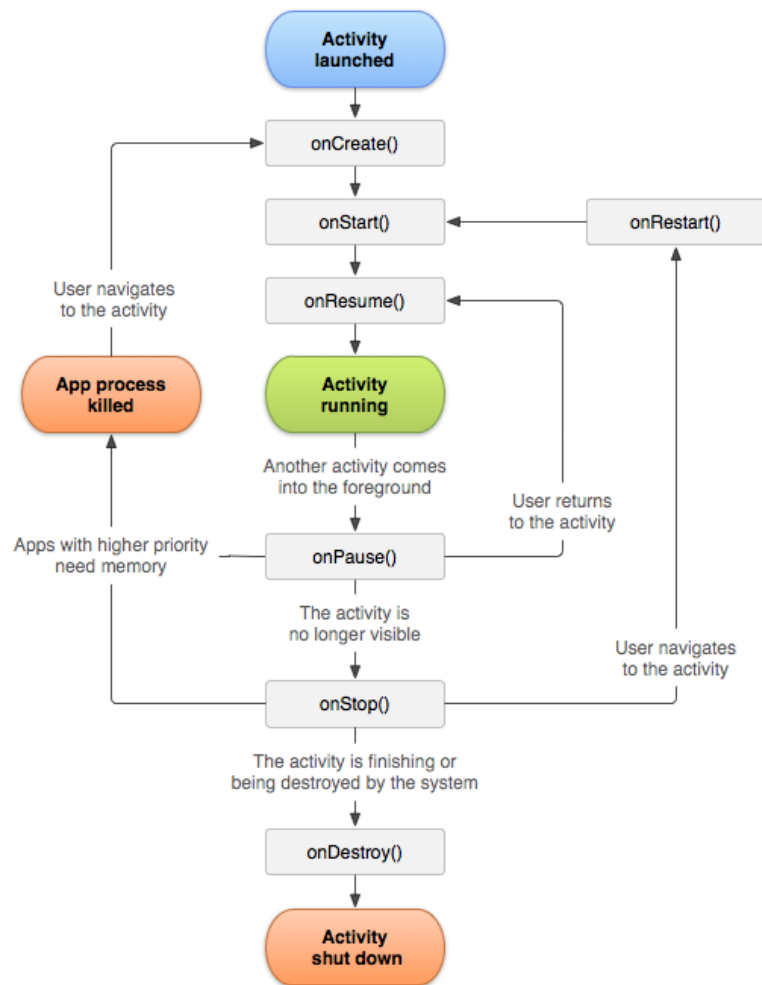 Activity
launched
onCreate()
onStart()
onRestart()
onResume()
User navigates
to the activity
App process
killed
Activity
running
Another activity comes
into the foreground
User returns
to the activity
Apps with higher priority
need memory
onPause()
The activity is
no longer visible
User navigates
to the activity
onStop()
The activity is finishing or
being destroyed by the system
onDestroy()
Activity
shut down